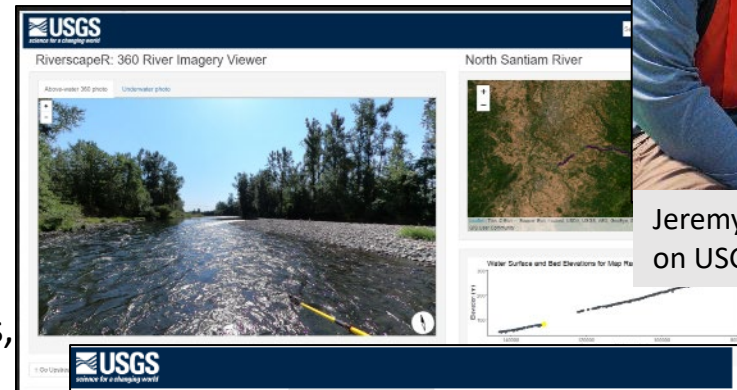 USGS
science for a changing world
RiverscapeR: 360 River Imagery Viewer
North Santiam River
Above-water 360 photo
Underwater photo
Jeremy
on USG
Water Surface and Bed Elevations for Map Ra
USGS
science for a changing world